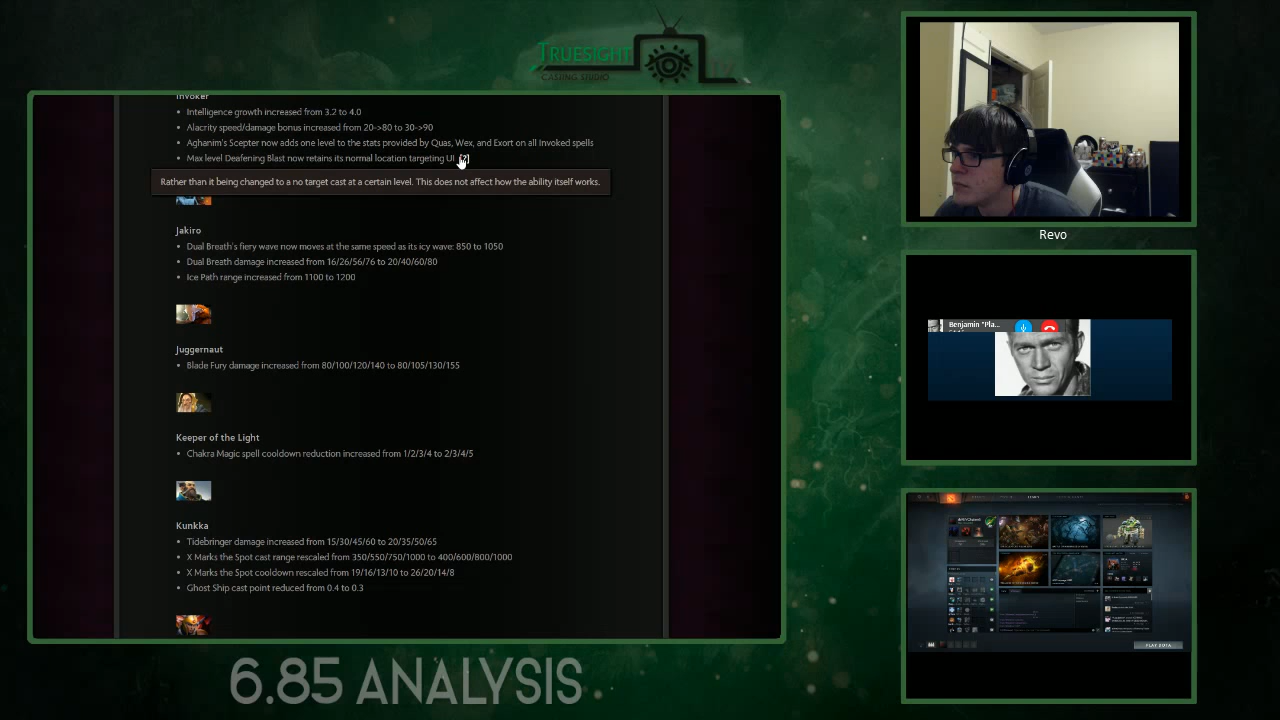 TRUESIGHT
CASTING STUDIO
Invoker
• Intelligence growth increased from 3.2 to 4.0
• Alacrity speed/damage bonus increased from 20->80 to 30->90
• Aghanim's Scepter now adds one level to the stats provided by Quas, Wex, and Exort on all Invoked spells
• Max level Deafening Blast now retains its normal location targeting UI [?]
Rather than it being changed to a no target cast at a certain level. This does not affect how the ability itself works.
Jakiro
• Dual Breath's fiery wave now moves at the same speed as its icy wave: 850 to 1050
• Dual Breath damage increased from 16/26/56/76 to 20/40/60/80
• Ice Path range increased from 1100 to 1200
Juggernaut
• Blade Fury damage increased from 80/100/120/140 to 80/105/130/155
Keeper of the Light
• Chakra Magic spell cooldown reduction increased from 1/2/3/4 to 2/3/4/5
Kunkka
• Tidebringer damage increased from 15/30/45/60 to 20/35/50/65
• X Marks the Spot cast range rescaled from 350/550/750/1000 to 400/600/800/1000
• X Marks the Spot cooldown rescaled from 19/16/13/10 to 26/20/14/8
• Ghost Ship cast point reduced from 0.4 to 0.3
6.85 ANALYSIS
Revo
Benjamin "Pla...
PLAY DOTA